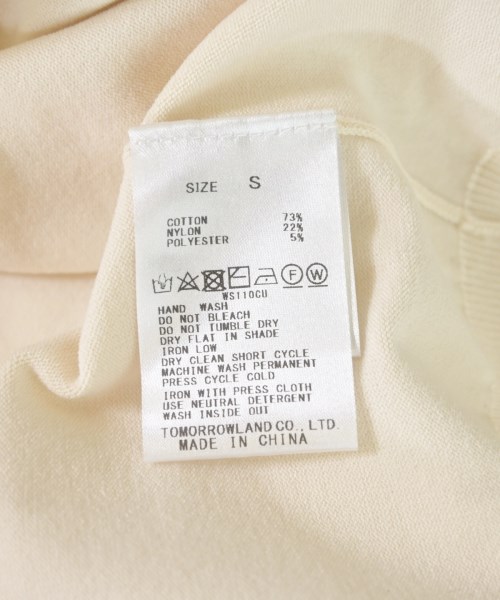 SIZE S
COTTON 73%
NYLON 22%
POLYESTER 5%
F W
WS110CU
HAND WASH
DO NOT BLEACH
DO NOT TUMBLE DRY
DRY FLAT IN SHADE
IRON LOW
DRY CLEAN SHORT CYCLE
MACHINE WASH PERMANENT
PRESS CYCLE COLD
IRON WITH PRESS CLOTH
USE NEUTRAL DETERGENT
WASH INSIDE OUT
TOMORROWLAND CO., LTD.
MADE IN CHINA